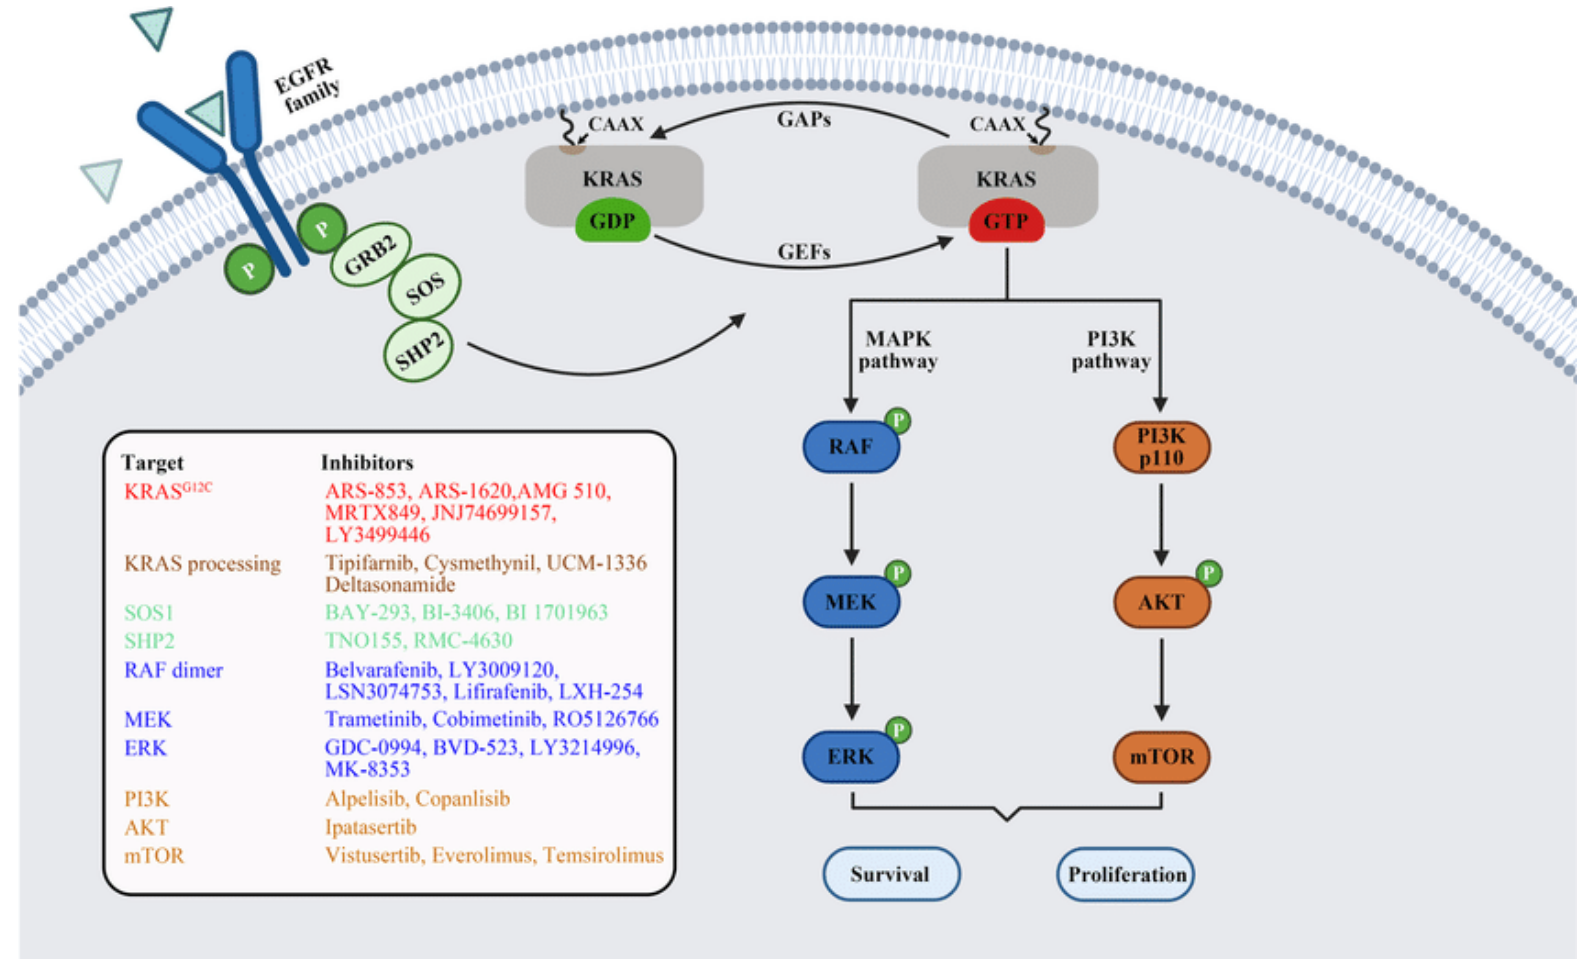 EGFR
family
CAAX
GAPs
CAAX
KRAS
KRAS
GDP
GTP
GEFs
P
P
GRB2
SOS
SHP2
MAPK
pathway
PI3K
pathway
RAF
P
PI3K
p110
MEK
P
AKT
P
ERK
P
mTOR
Survival
Proliferation
Target Inhibitors
KRASG12C ARS-853, ARS-1620,AMG 510,
MRTX849, JNJ74699157,
LY3499446
KRAS processing Tipifarnib, Cysmethynil, UCM-1336
Deltasonamide
SOS1 BAY-293, BI-3406, BI 1701963
SHP2 TNO155, RMC-4630
RAF dimer Belvarafenib, LY3009120,
LSN3074753, Lifirafenib, LXH-254
MEK Trametinib, Cobimetinib, RO5126766
ERK GDC-0994, BVD-523, LY3214996,
MK-8353
PI3K Alpelisib, Copanlisib
AKT Ipatasertib
mTOR Vistusertib, Everolimus, Temsirolimus